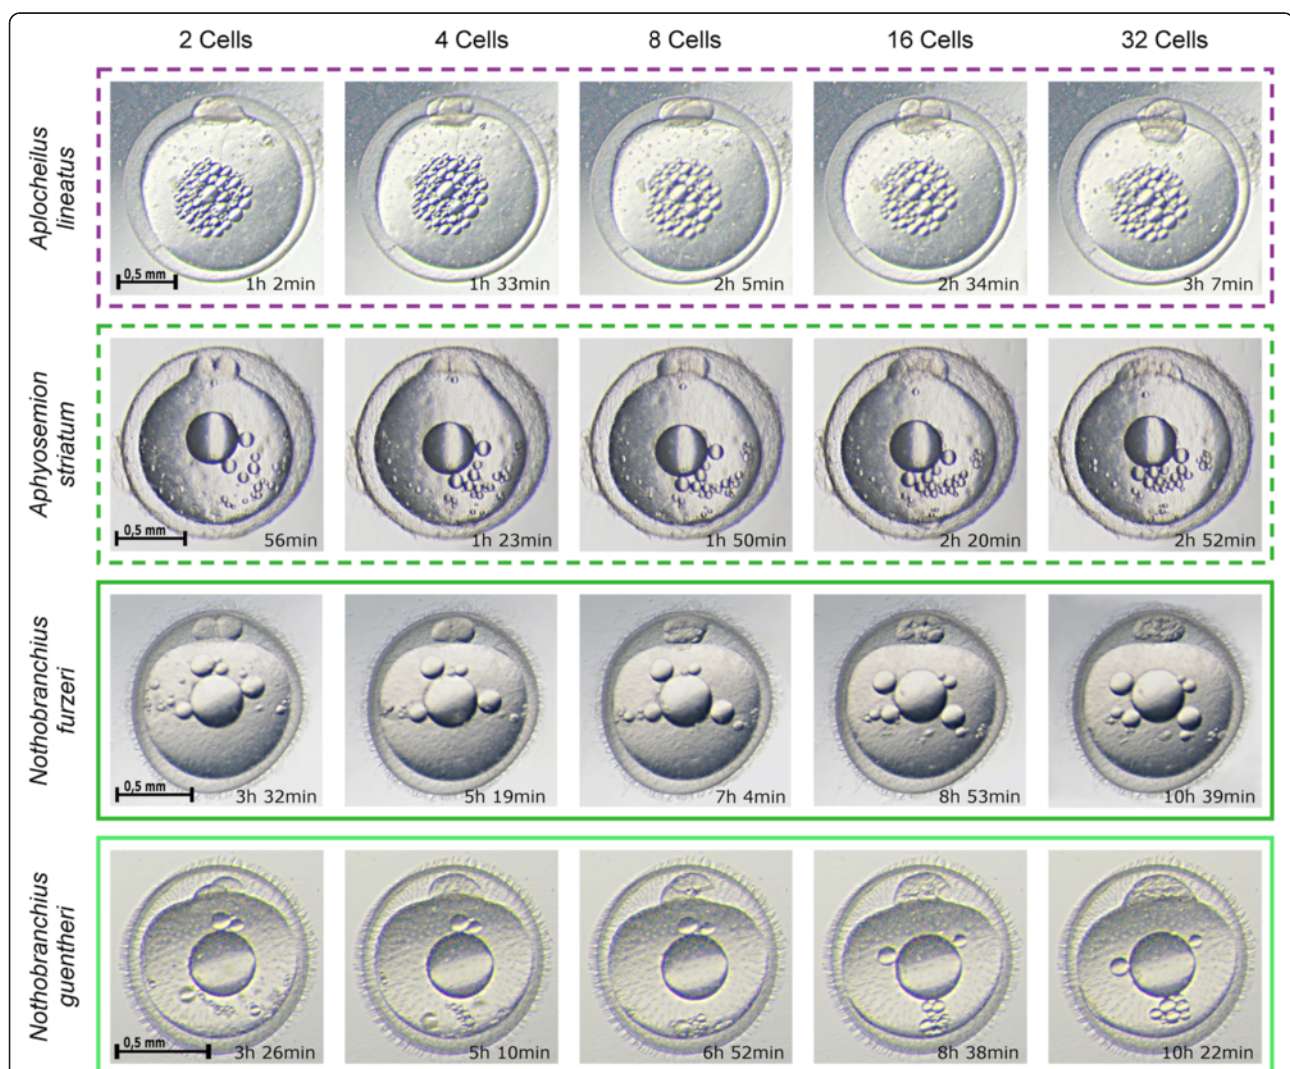 2 Cells 4 Cells 8 Cells 16 Cells 32 Cells
Aplocheilus
lineatus
0,5 mm
1h 2min 1h 33min 2h 5min 2h 34min 3h 7min
Aphyosemion
striatum
0,5 mm
56min 1h 23min 1h 50min 2h 20min 2h 52min
Nothobranchius
furzeri
0,5 mm
3h 32min 5h 19min 7h 4min 8h 53min 10h 39min
Nothobranchius
guentheri
0,5 mm
3h 26min 5h 10min 6h 52min 8h 38min 10h 22min